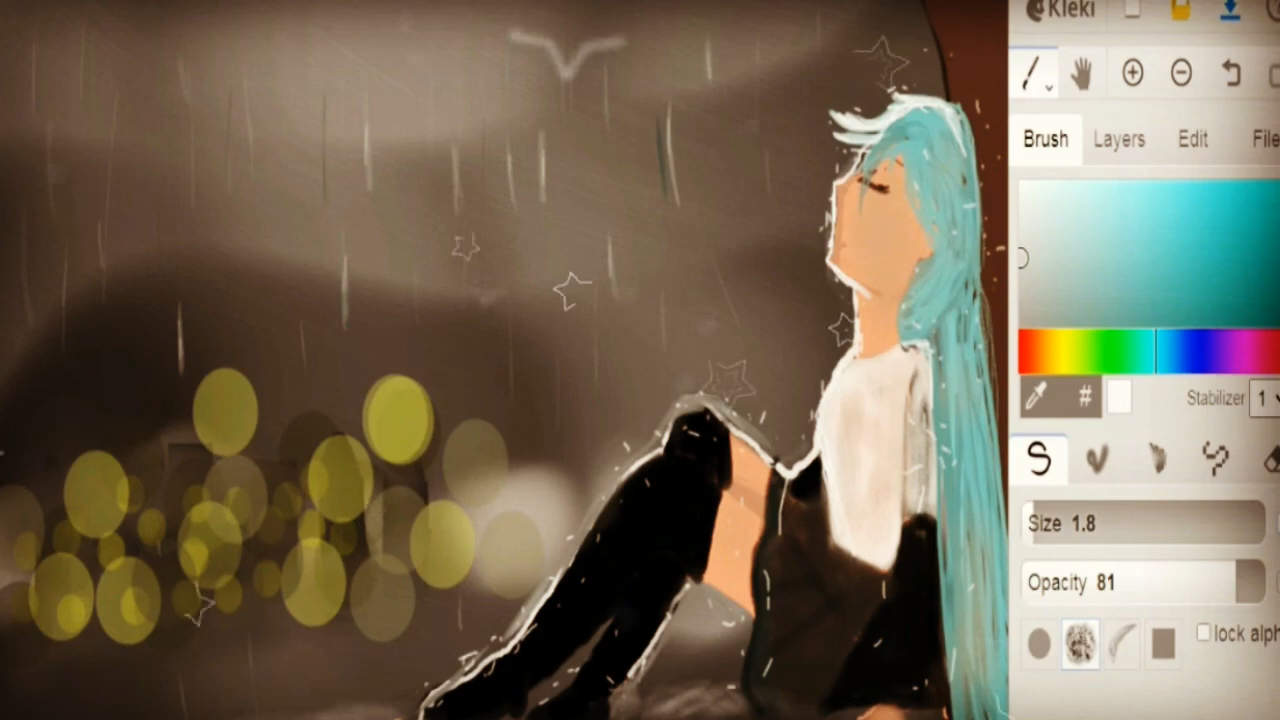 Kleki
Brush Layers Edit File
#
Stabilizer 1
Size 1.8
Opacity 81
lock alph